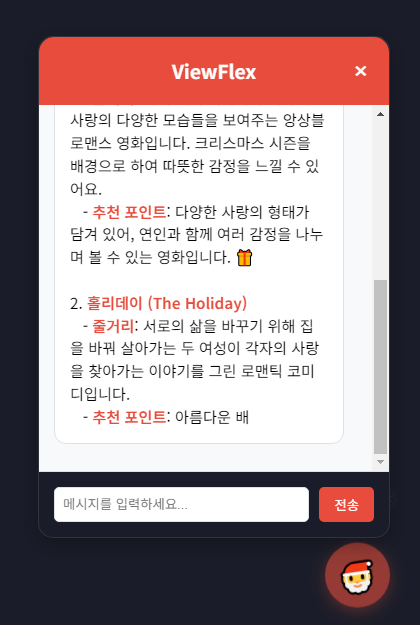 ViewFlex
×
사랑의 다양한 모습들을 보여주는 앙상블
로맨스 영화입니다. 크리스마스 시즌을
배경으로 하여 따뜻한 감정을 느낄 수 있
어요.
- 추천 포인트: 다양한 사랑의 형태가
담겨 있어, 연인과 함께 여러 감정을 나누
며 볼 수 있는 영화입니다. 🎁
2. 홀리데이 (The Holiday)
- 줄거리: 서로의 삶을 바꾸기 위해 집
을 바꿔 살아가는 두 여성이 각자의 사랑
을 찾아가는 이야기를 그린 로맨틱 코미
디입니다.
- 추천 포인트: 아름다운 배
메시지를 입력하세요...
전송